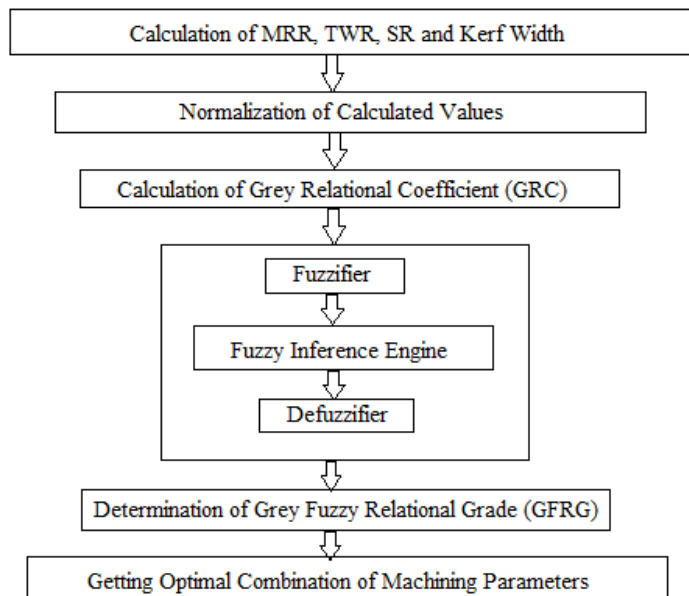 Calculation of MRR, TWR, SR and Kerf Width
Normalization of Calculated Values
Calculation of Grey Relational Coefficient (GRC)
Fuzzifier
Fuzzy Inference Engine
Defuzzifier
Determination of Grey Fuzzy Relational Grade (GFRG)
Getting Optimal Combination of Machining Parameters